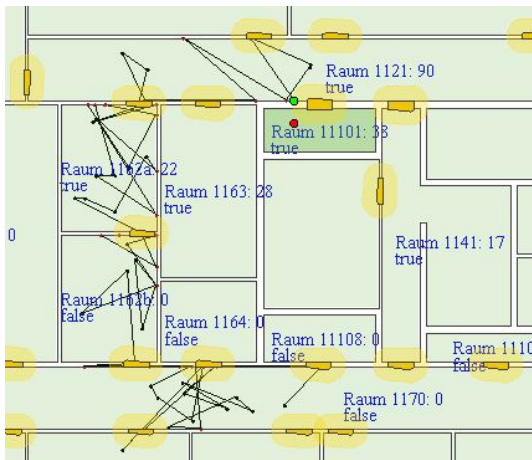 Raum 1121: 90
true
Raum 11101: 38
true
Raum 1162a: 22
true
Raum 1163: 28
true
0
Raum 1141: 17
true
Raum 1162b: 0
false
Raum 1164: 0
false
Raum 11108: 0
false
Raum 1110
false
Raum 1170: 0
false